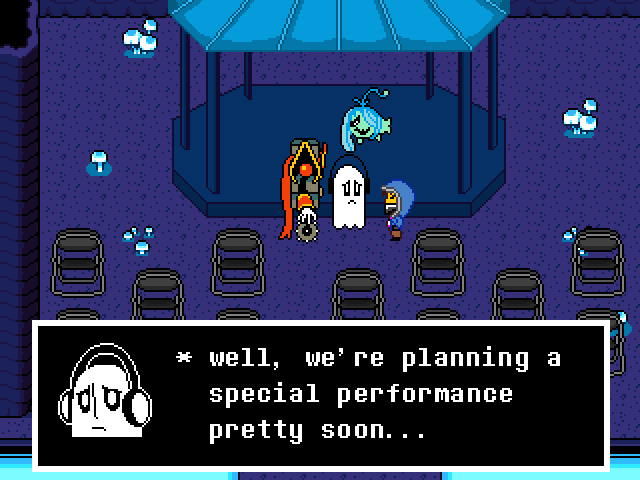 * well, we're planning a
special performance
pretty soon...